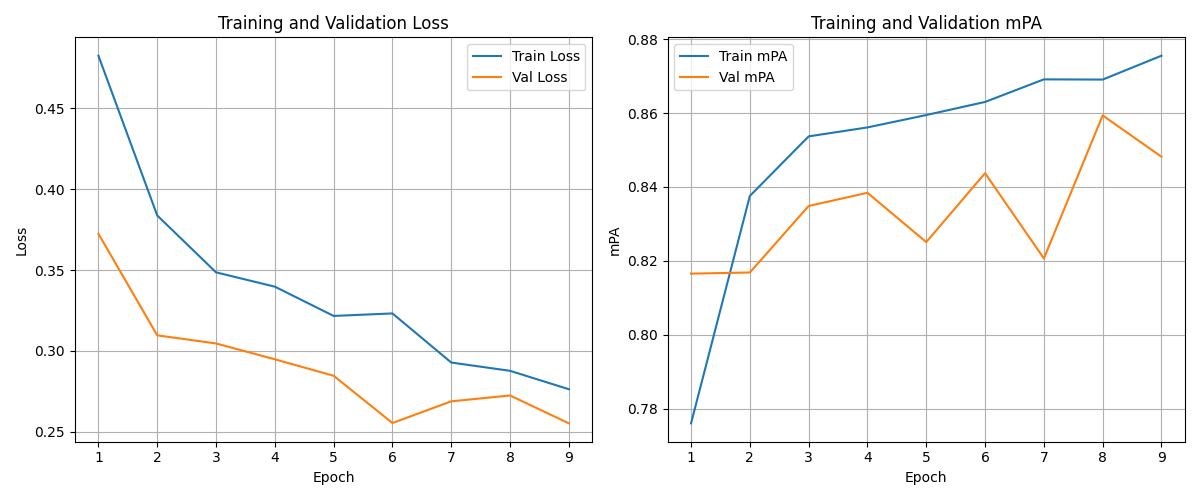 Training and Validation Loss
Train Loss
Val Loss
0.45
0.40
0.35
0.30
0.25
Loss
1 2 3 4 5 6 7 8 9
Epoch
Training and Validation mPA
Train mPA
Val mPA
0.88
0.86
0.84
0.82
0.80
0.78
mPA
1 2 3 4 5 6 7 8 9
Epoch